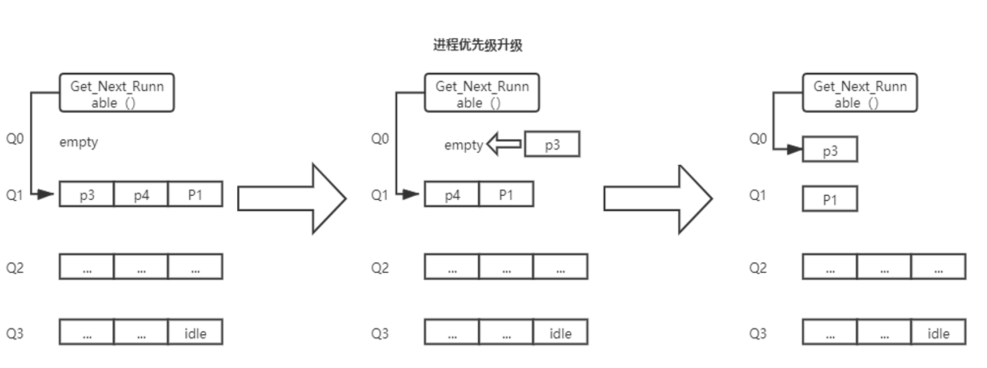 进程优先级升级
Get_Next_Runn
able（）
Q0
empty
Q1
p3
p4
P1
Q2
...
...
...
Q3
...
...
idle
Get_Next_Runn
able（）
Q0
empty
p3
Q1
p4
P1
Q2
...
...
...
Q3
...
...
idle
Get_Next_Runn
able（）
Q0
p3
Q1
P1
Q2
...
...
...
Q3
...
...
idle